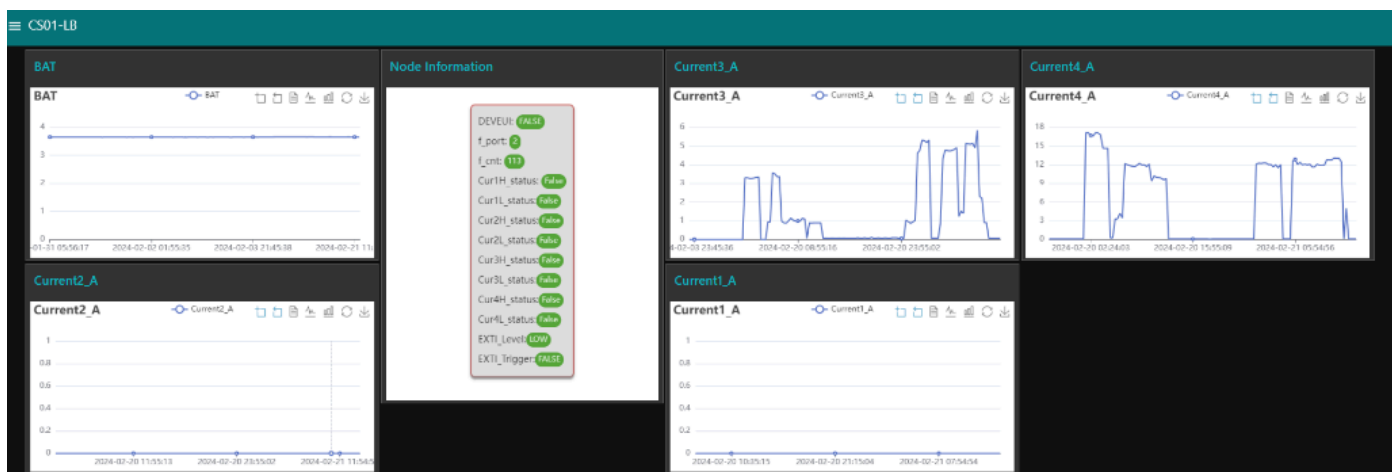 CS01-LB
BAT
BAT
BAT
4
3
2
1
0
-01-31 05:56:17 2024-02-02 01:55:35 2024-02-03 21:45:38 2024-02-21 11:
Node Information
DEVEUI: FALSE
f_port: 2
f_cnt: 113
Cur1H_status: False
Cur1L_status: False
Cur2H_status: False
Cur2L_status: False
Cur3H_status: False
Cur3L_status: False
Cur4H_status: False
Cur4L_status: False
EXTI_Level: LOW
EXTI_Trigger: FALSE
Current3_A
Current3_A
Current3_A
6
5
4
3
2
1
0
4-02-03 23:45:36 2024-02-20 08:55:16 2024-02-20 23:55:02
Current4_A
Current4_A
Current4_A
18
15
12
9
6
3
0
2024-02-20 02:24:03 2024-02-20 15:55:09 2024-02-21 05:54:56
Current2_A
Current2_A
Current2_A
1
0.8
0.6
0.4
0.2
0
2024-02-20 11:55:13 2024-02-20 23:55:02 2024-02-21 11:54:5
Current1_A
Current1_A
Current1_A
1
0.8
0.6
0.4
0.2
0
2024-02-20 10:35:15 2024-02-20 21:15:04 2024-02-21 07:54:54